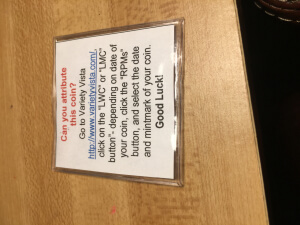 Can you attribute
this coin?
Go to Variety Vista
http://www.varietyvista.com/,
click on the "LWC" or "LMC"
button"- depending on date of
your coin, click the "RPMs"
button, and select the date
and mintmark of your coin.
Good Luck!